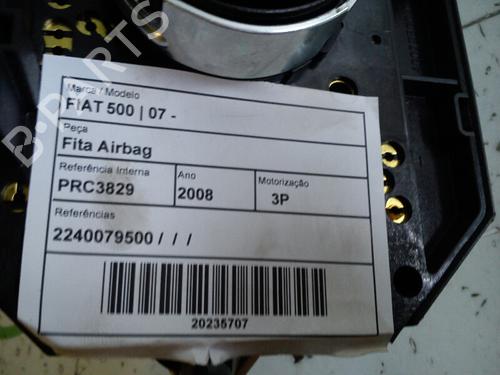 B-PARTS
Marca / Modelo
FIAT 500 | 07 -
Peça
Fita Airbag
Referência Interna
PRC3829
Ano
2008
Motorização
3P
Referências
2240079500 / / /
20235707